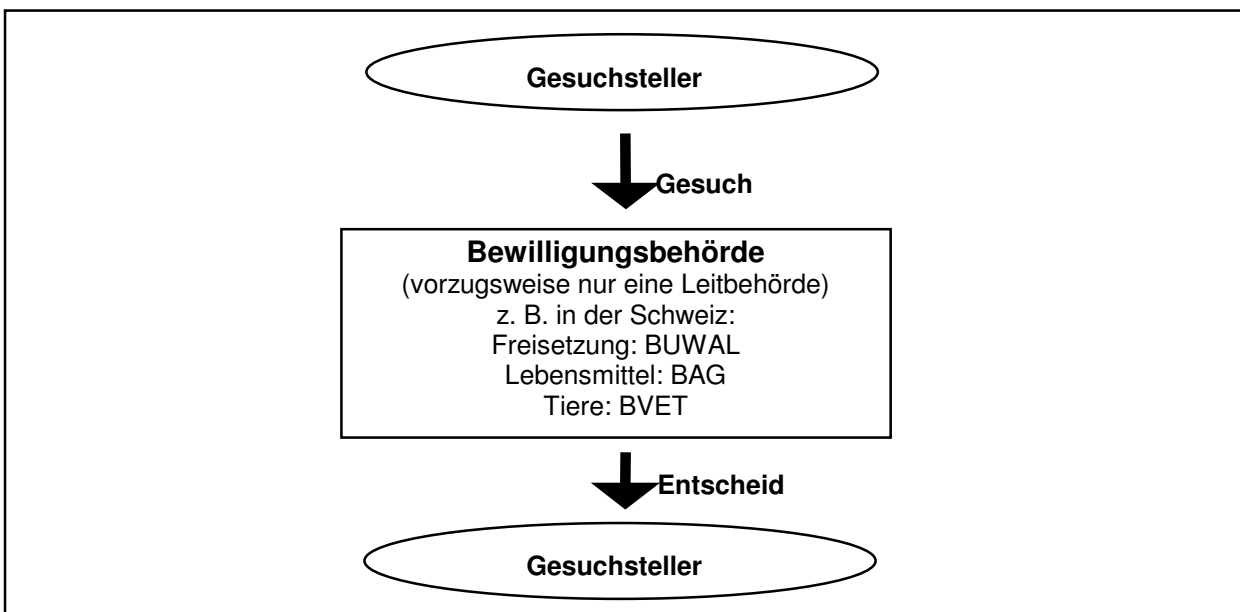 Gesuchsteller
Gesuch
Bewilligungsbehörde
(vorzugsweise nur eine Leitbehörde)
z. B. in der Schweiz:
Freisetzung: BUWAL
Lebensmittel: BAG
Tiere: BVET
Entscheid
Gesuchsteller